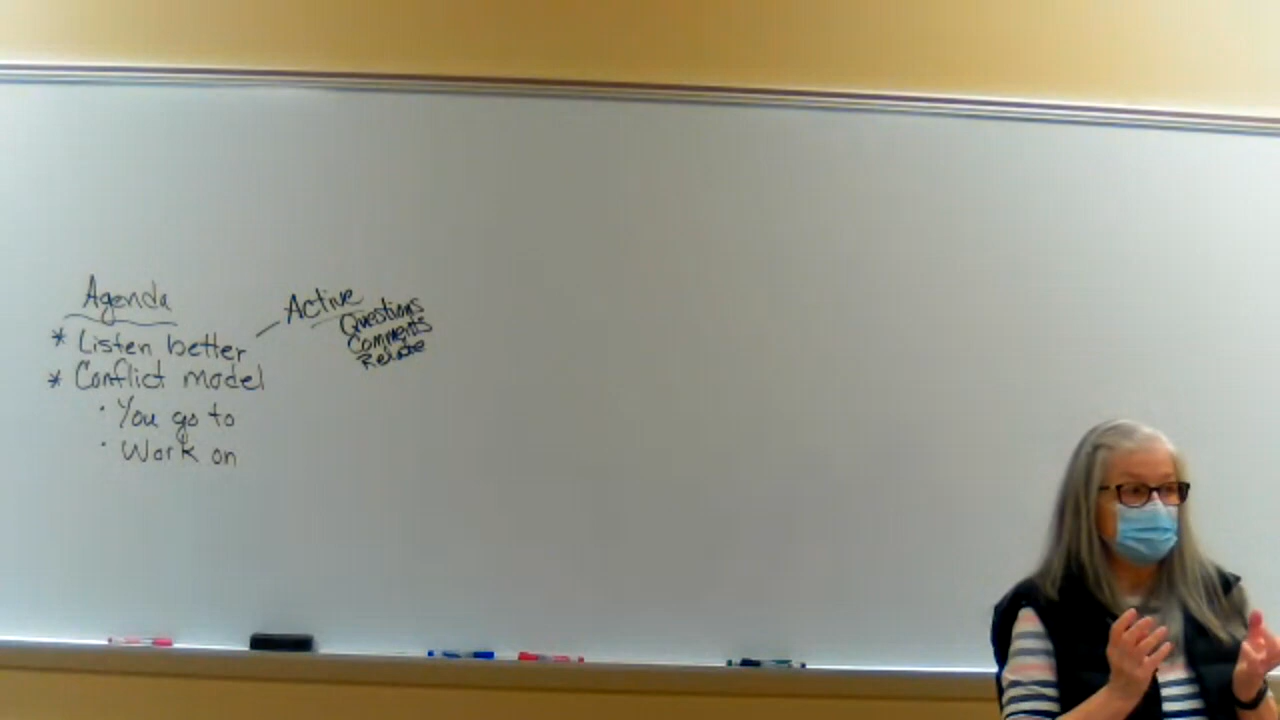 Agenda
* Listen better
* Conflict model
· You go to
· Work on
Active
Questions
Comments
Relate